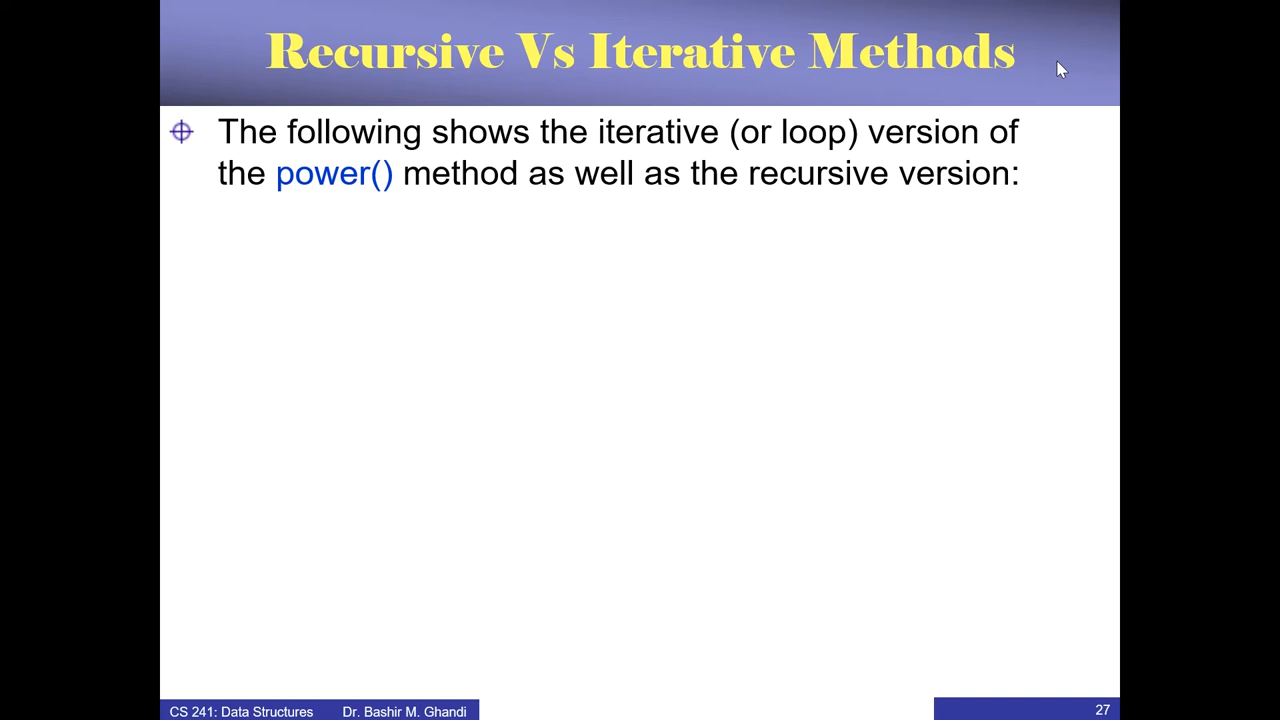 Recursive Vs Iterative Methods
The following shows the iterative (or loop) version of
the power() method as well as the recursive version:
CS 241: Data Structures Dr. Bashir M. Ghandi
27